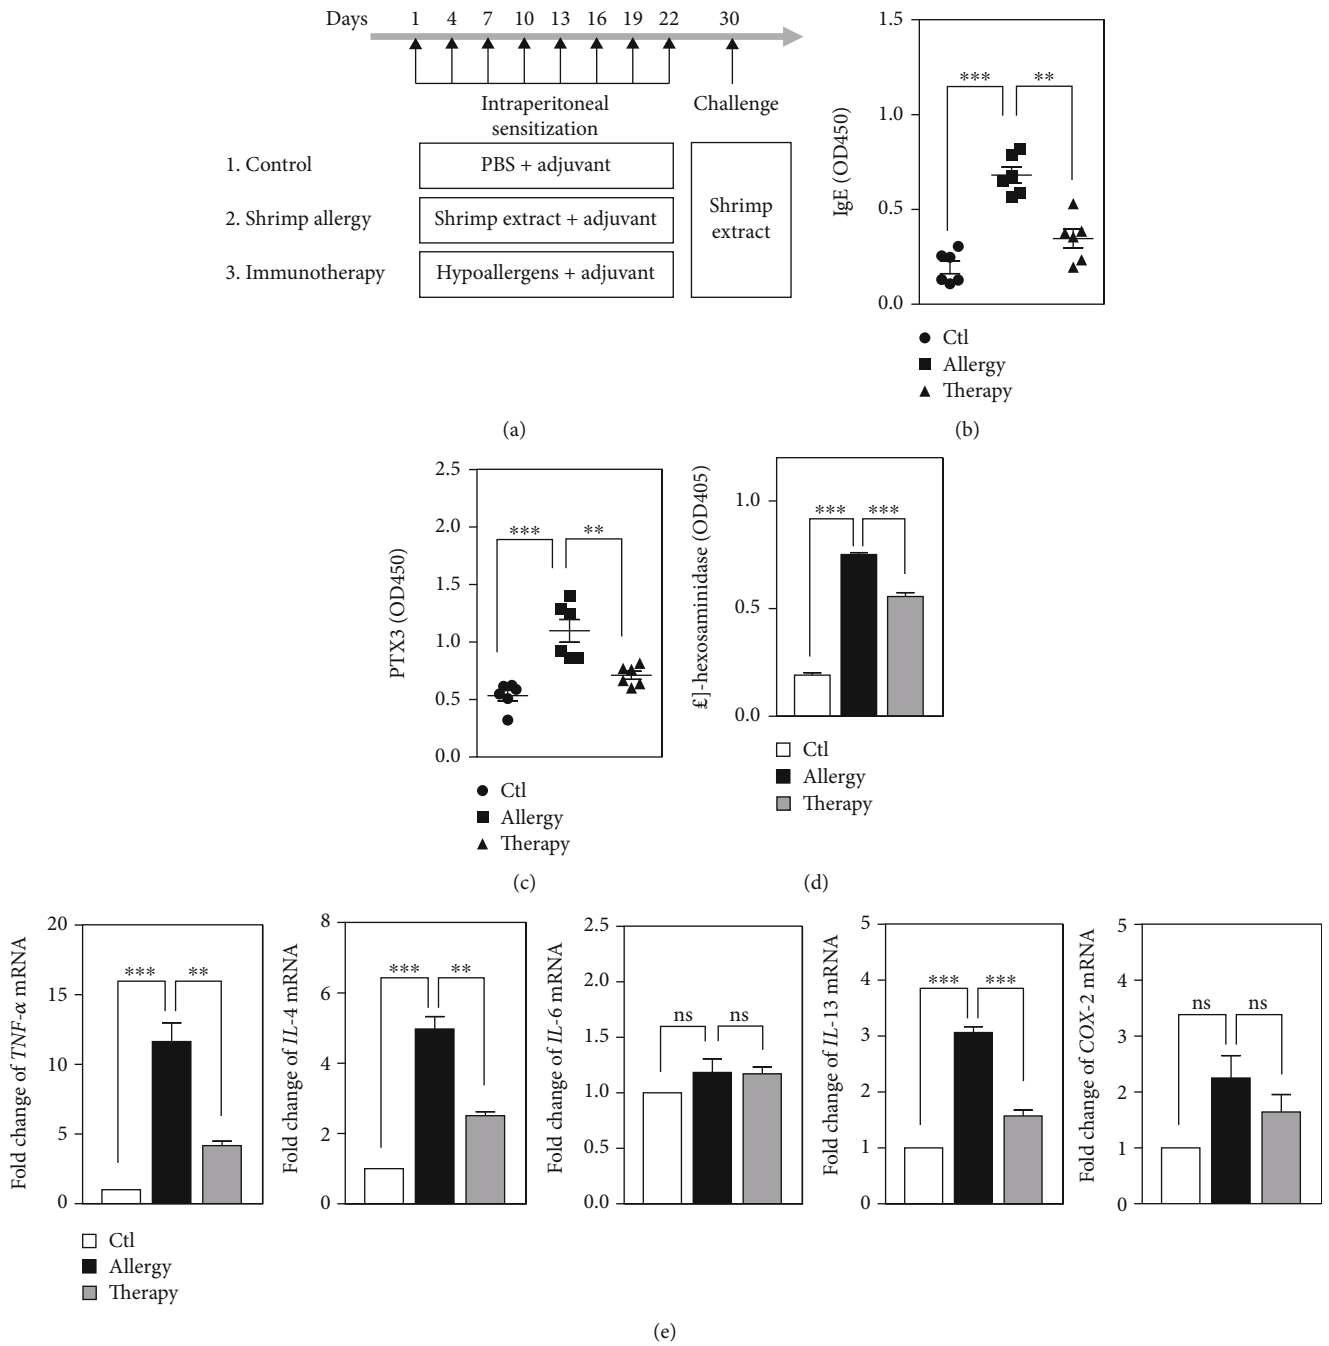 Days 1 4 7 10 13 16 19 22 30
Intraperitoneal
sensitization
Challenge
1. Control
PBS + adjuvant
2. Shrimp allergy
Shrimp extract + adjuvant
3. Immunotherapy
Hypoallergens + adjuvant
Shrimp
extract
(a)
IgE (OD450)
1.5
1.0
0.5
0.0
*** **
Ctl
Allergy
Therapy
(b)
PTX3 (OD450)
2.5
2.0
1.5
1.0
0.5
0.0
*** **
Ctl
Allergy
Therapy
(c)
£]-hexosaminidase (OD405)
1.0
0.5
0.0
*** ***
Ctl
Allergy
Therapy
(d)
Fold change of TNF-α mRNA
20
15
10
5
0
*** **
Ctl
Allergy
Therapy
Fold change of IL-4 mRNA
8
6
4
2
0
*** **
Fold change of IL-6 mRNA
2.5
2.0
1.5
1.0
0.5
0.0
ns ns
Fold change of IL-13 mRNA
5
4
3
2
1
0
*** ***
Fold change of COX-2 mRNA
5
4
3
2
1
0
ns ns
(e)